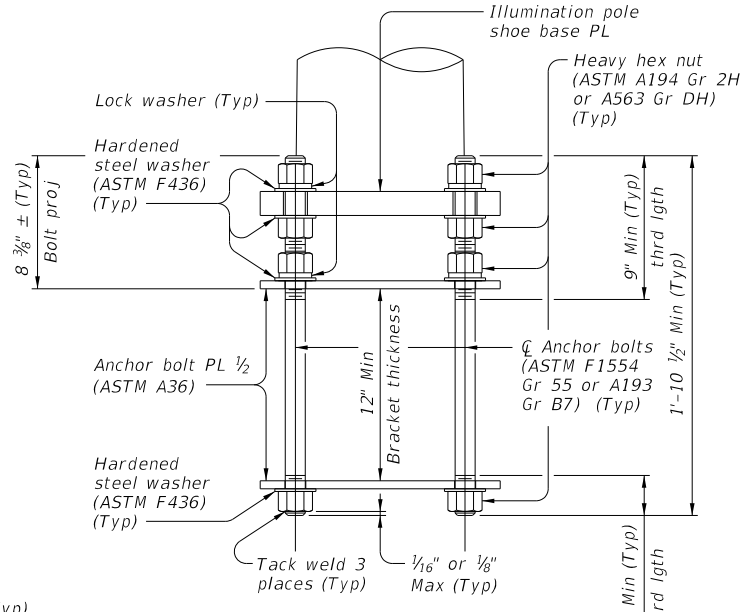 Illumination pole
shoe base PL
Heavy hex nut
(ASTM A194 Gr 2H
or A563 Gr DH)
(Typ)
Lock washer (Typ)
Hardened
steel washer
(ASTM F436)
(Typ)
8 ⅜" ± (Typ)
Bolt proj
9" Min (Typ)
thrd lgth
1'-10 ½" Min (Typ)
Anchor bolt PL ½
(ASTM A36)
12" Min
Bracket thickness
℄ Anchor bolts
(ASTM F1554
Gr 55 or A193
Gr B7) (Typ)
Hardened
steel washer
(ASTM F436)
(Typ)
Tack weld 3
places (Typ)
1/16" or ⅛"
Max (Typ)
Min (Typ)
rd lgth
yp)